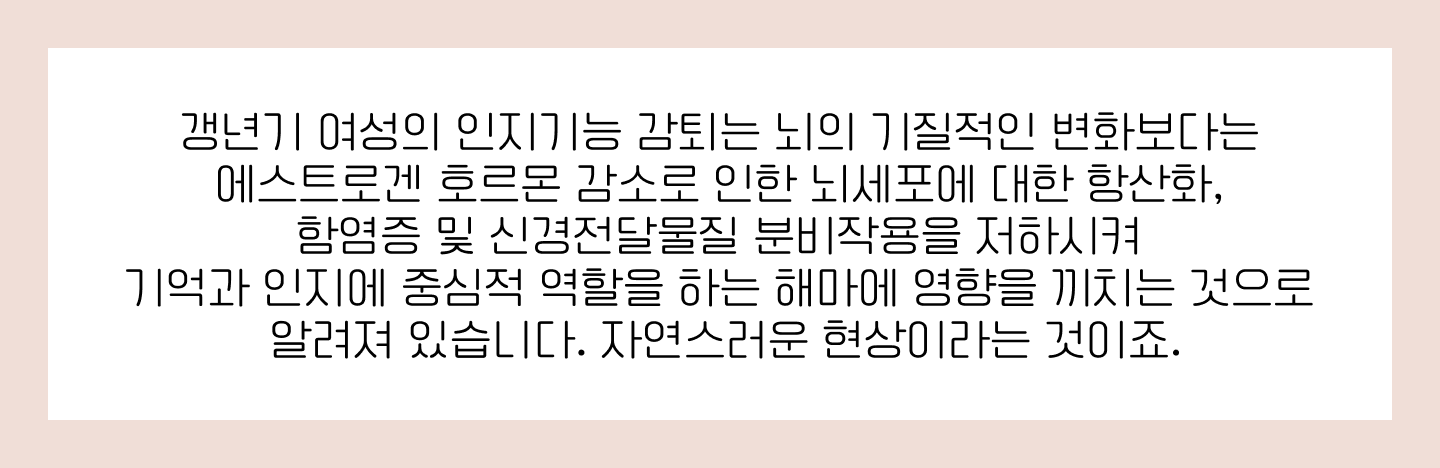 갱년기 여성의 인지기능 감퇴는 뇌의 기질적인 변화보다는
에스트로겐 호르몬 감소로 인한 뇌세포에 대한 항산화,
함염증 및 신경전달물질 분비작용을 저하시켜
기억과 인지에 중심적 역할을 하는 해마에 영향을 끼치는 것으로
알려져 있습니다. 자연스러운 현상이라는 것이죠.